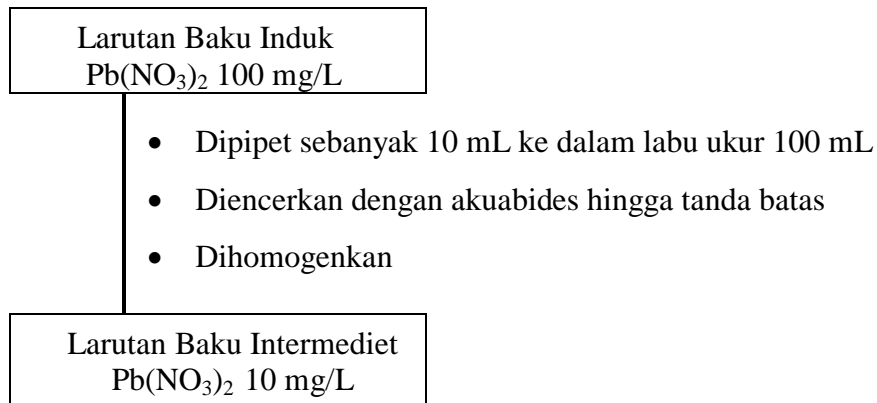 Larutan Baku Induk
Pb(NO₃)₂ 100 mg/L
• Dipipet sebanyak 10 mL ke dalam labu ukur 100 mL
• Diencerkan dengan akuabides hingga tanda batas
• Dihomogenkan
Larutan Baku Intermediet
Pb(NO₃)₂ 10 mg/L